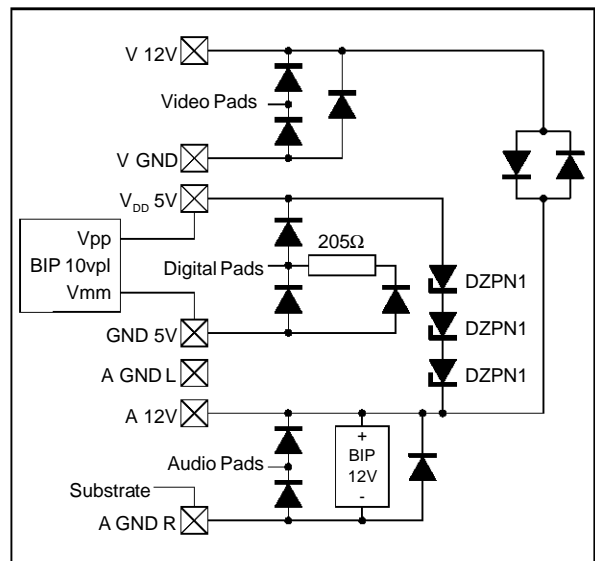 V 12V
Video Pads
V GND
V_DD 5V
Vpp
BIP 10vpl
Vmm
205Ω
Digital Pads
DZPN1
DZPN1
DZPN1
GND 5V
A GND L
A 12V
+
BIP
12V
-
Audio Pads
Substrate
A GND R